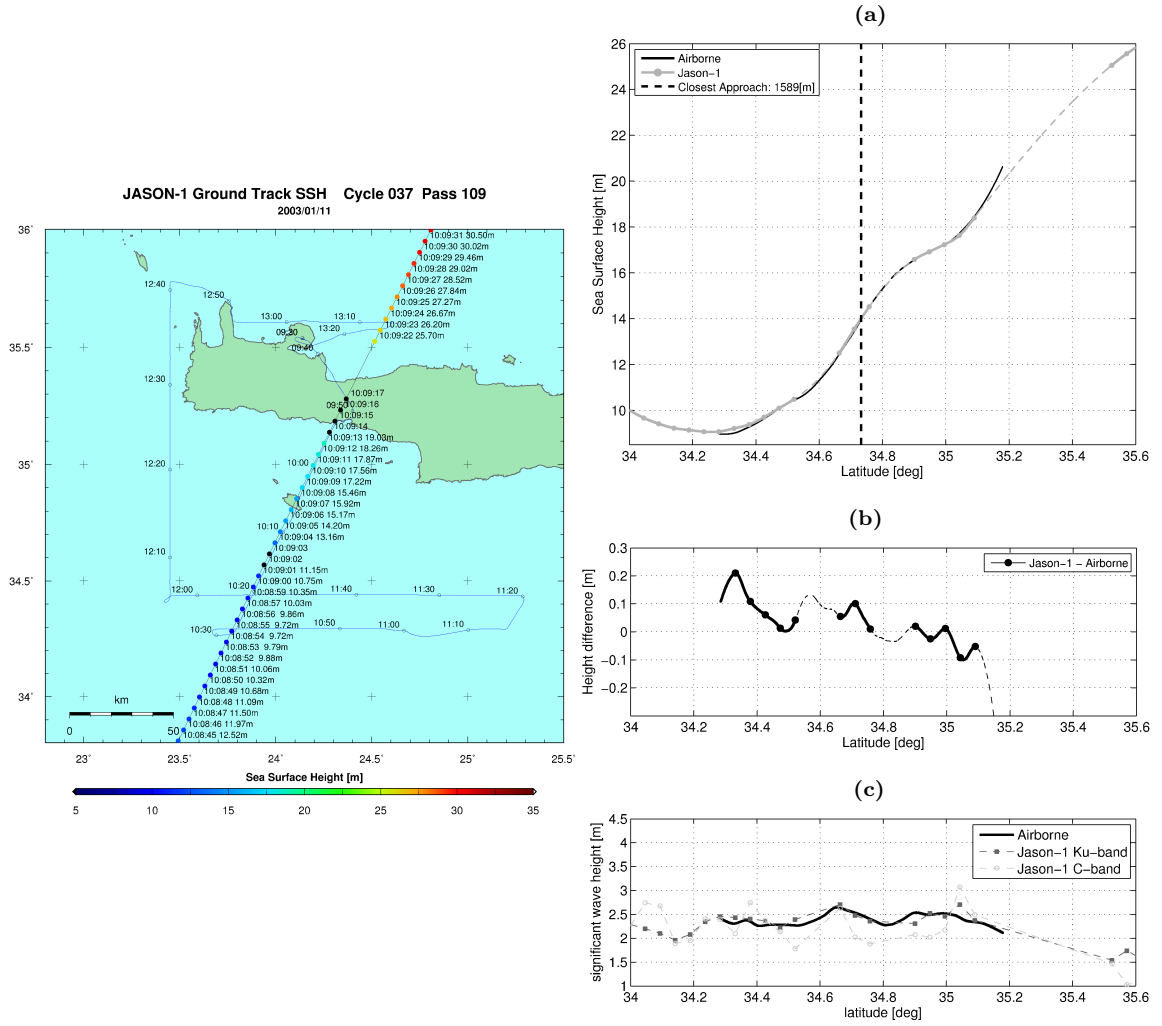 JASON-1 Ground Track SSH Cycle 037 Pass 109
2003/01/11
36˚
35.5˚
35˚
34.5˚
34˚
23˚
23.5˚
24˚
24.5˚
25˚
25.5˚
10:09:31 30.50m
10:09:30 30.02m
10:09:29 29.46m
10:09:28 29.02m
10:09:27 28.52m
10:09:26 27.84m
10:09:25 27.27m
10:09:24 26.67m
10:09:23 26.20m
10:09:22 25.70m
10:09:17
10:09:16
10:09:15
10:09:14
10:09:13 19.03m
10:09:12 18.26m
10:09:11 17.87m
10:09:10 17.56m
10:09:09 17.22m
10:09:08 15.46m
10:09:07 15.92m
10:09:06 15.17m
10:09:05 14.20m
10:09:04 13.16m
10:09:03
10:09:02
10:09:01 11.15m
10:09:00 10.75m
10:08:59 10.35m
10:08:57 10.03m
10:08:56 9.86m
10:08:55 9.72m
10:08:54 9.72m
10:08:53 9.79m
10:08:52 9.88m
10:08:51 10.06m
10:08:50 10.32m
10:08:49 10.68m
10:08:48 11.09m
10:08:47 11.50m
10:08:46 11.97m
10:08:45 12.52m
12:40
12:50
13:00
13:10
13:20
09:30
09:40
09:50
12:30
12:20
12:10
12:00
10:00
10:10
10:20
10:30
10:50
11:00
11:10
11:20
11:30
11:40
km
0 50
Sea Surface Height [m]
5 10 15 20 25 30 35
(a)
Airborne
Jason−1
Closest Approach: 1589[m]
Sea Surface Height [m]
26
24
22
20
18
16
14
12
10
34 34.2 34.4 34.6 34.8 35 35.2 35.4 35.6
Latitude [deg]
(b)
Jason−1 − Airborne
Height difference [m]
0.3
0.2
0.1
0
−0.1
−0.2
34 34.2 34.4 34.6 34.8 35 35.2 35.4 35.6
Latitude [deg]
(c)
Airborne
Jason−1 Ku−band
Jason−1 C−band
significant wave height [m]
4.5
4
3.5
3
2.5
2
1.5
1
34 34.2 34.4 34.6 34.8 35 35.2 35.4 35.6
latitude [deg]